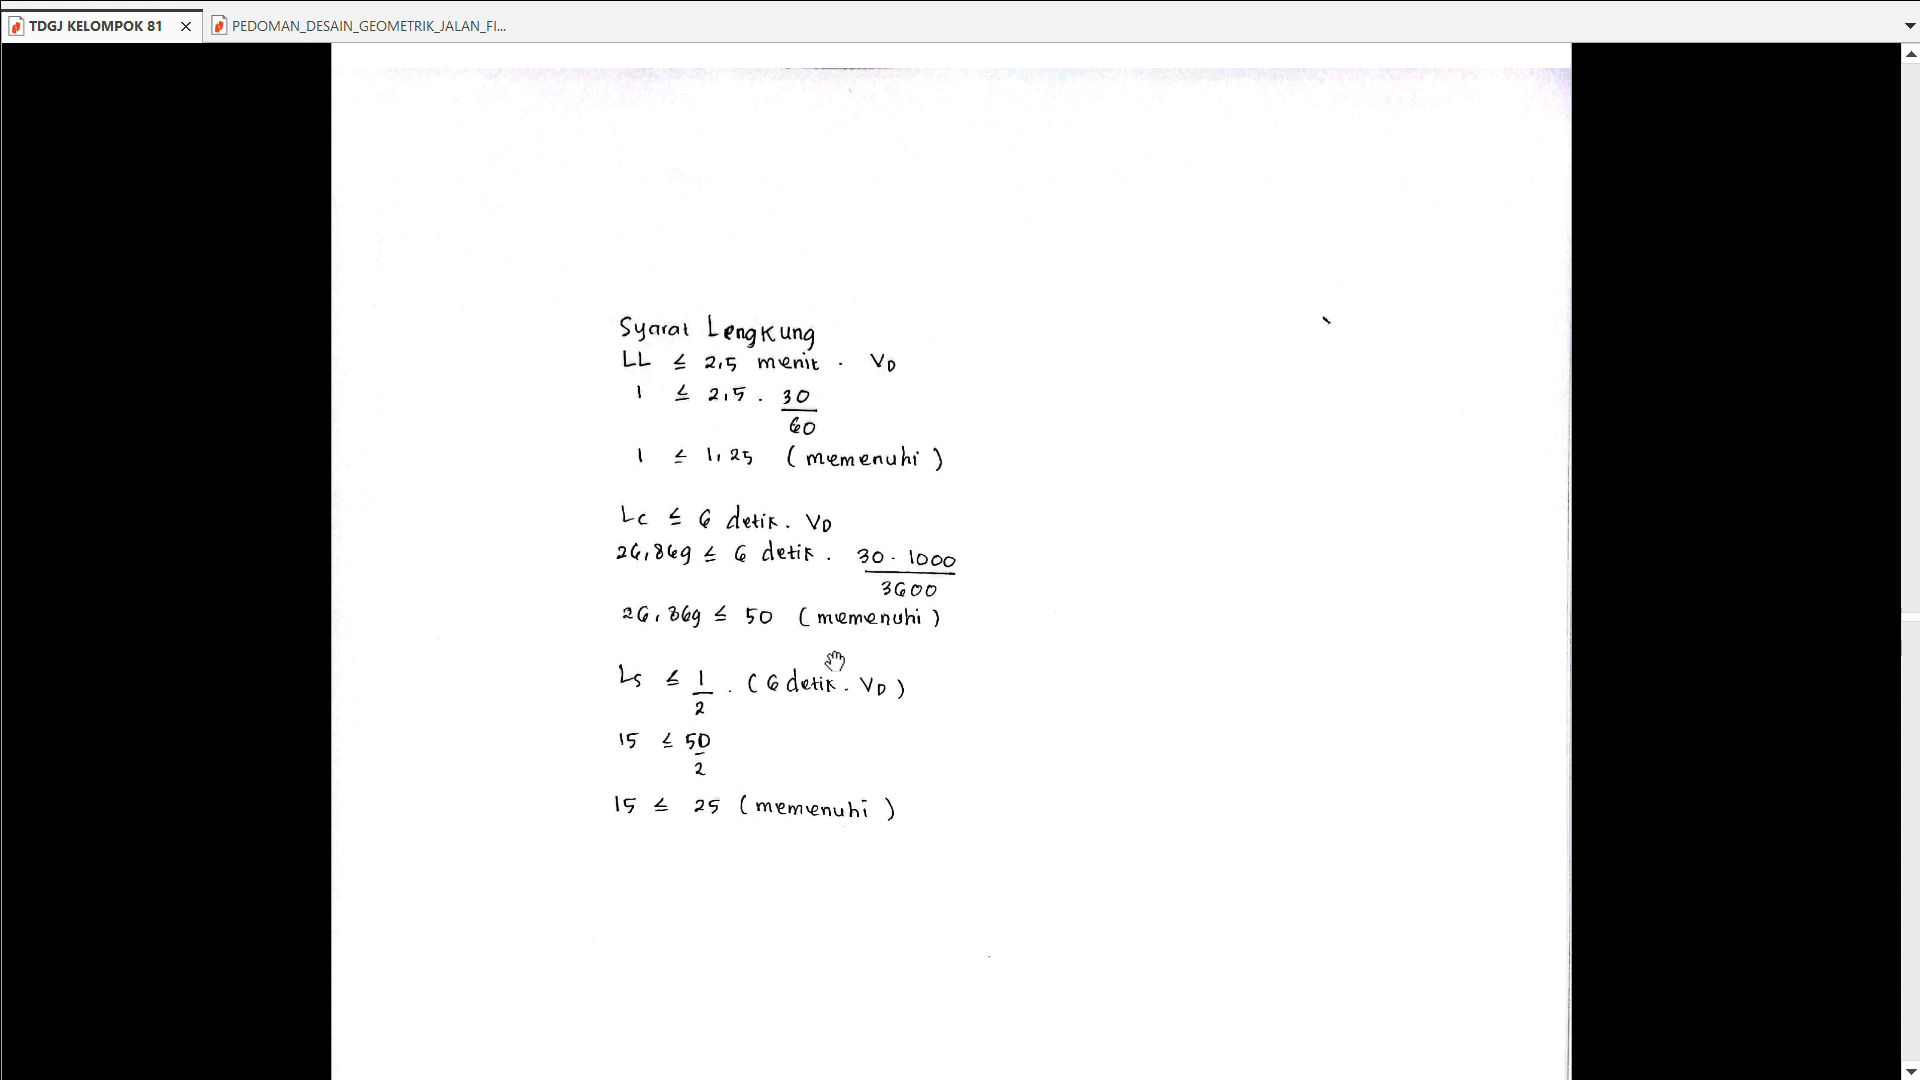 TDGJ KELOMPOK 81
PEDOMAN_DESAIN_GEOMETRIK_JALAN_FI...
Syarat Lengkung
LL ≤ 2,5 menit . VD
1 ≤ 2,5 . 30/60
1 ≤ 1,25 (memenuhi)
Lc ≤ 6 detik . VD
26,869 ≤ 6 detik . 30 . 1000/3600
26,869 ≤ 50 (memenuhi)
Ls ≤ 1/2 . (6 detik . VD)
15 ≤ 50/2
15 ≤ 25 (memenuhi)